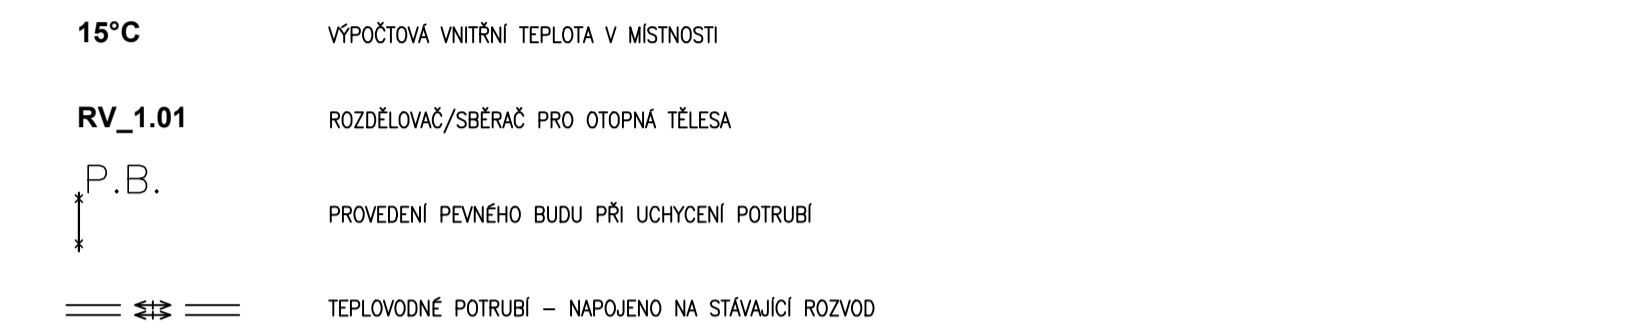 15°C VÝPOČTOVÁ VNITŘNÍ TEPLOTA V MÍSTNOSTI
RV_1.01 ROZDĚLOVAČ/SBĚRAČ PRO OTOPNÁ TĚLESA
P.B.
PROVEDENÍ PEVNÉHO BUDU PŘI UCHYCENÍ POTRUBÍ
TEPLOVODNÉ POTRUBÍ – NAPOJENO NA STÁVAJÍCÍ ROZVOD